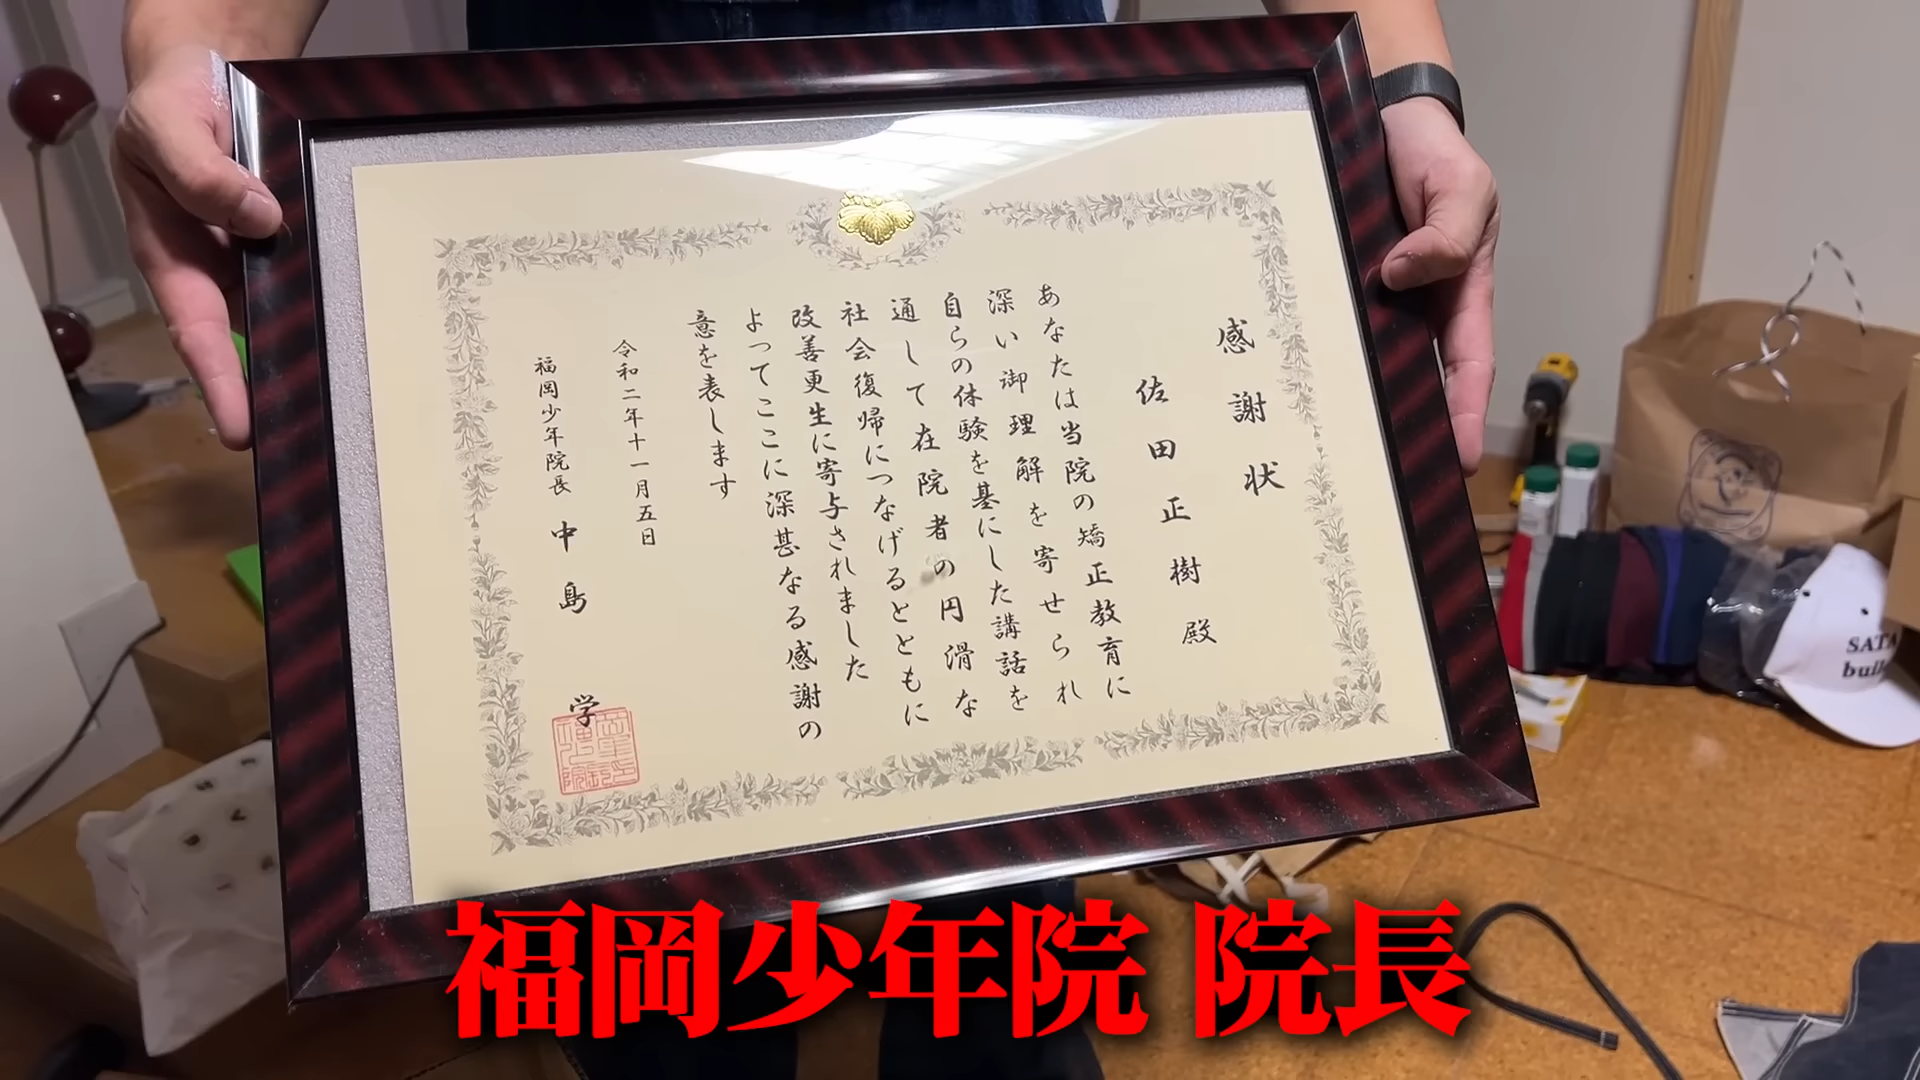 感謝状
佐田正樹殿
あなたは当院の矯正教育に
深い御理解を寄せられ
自らの体験を基にした講話を
通して在院者の円滑な
社会復帰につなげるとともに
改善更生に寄与されました
よってここに深甚なる感謝の
意を表します
令和二年十一月五日
福岡少年院長 中島 学
SATA
福岡少年院 院長